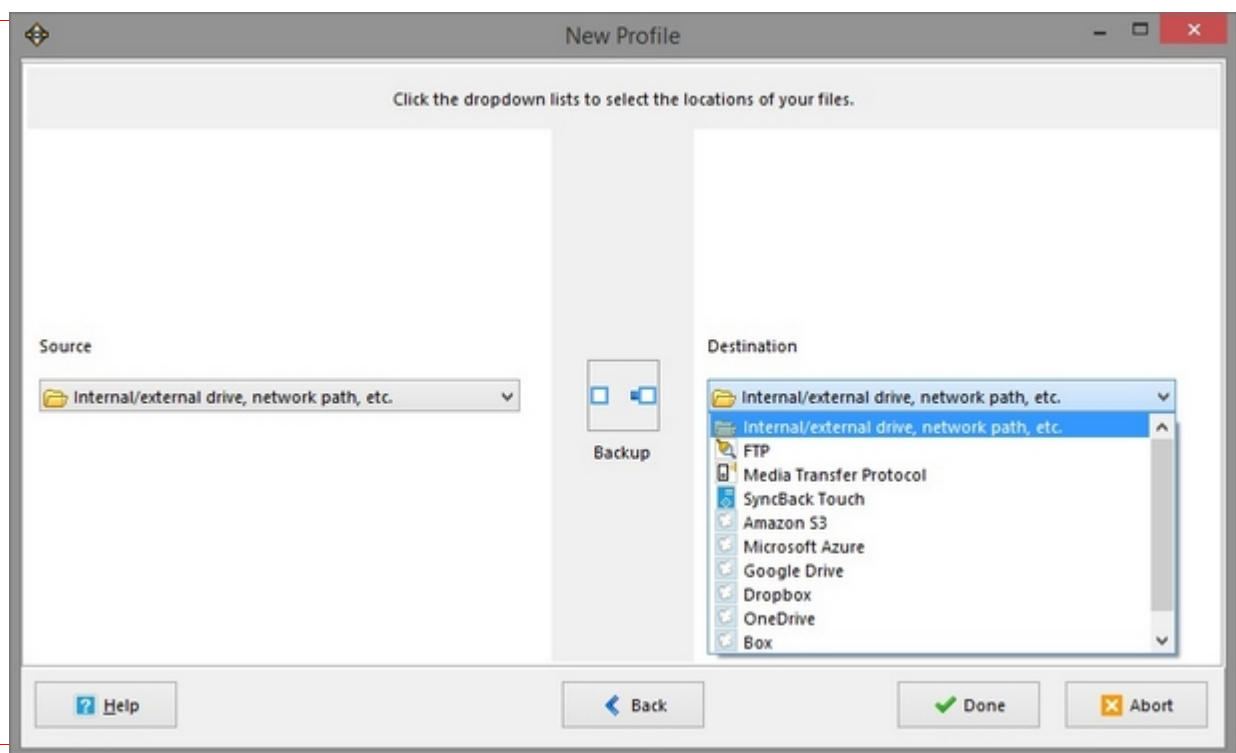 New Profile
Click the dropdown lists to select the locations of your files.
Source
Internal/external drive, network path, etc.
Backup
Destination
Internal/external drive, network path, etc.
Internal/external drive, network path, etc.
FTP
Media Transfer Protocol
SyncBack Touch
Amazon S3
Microsoft Azure
Google Drive
Dropbox
OneDrive
Box
Help
Back
Done
Abort